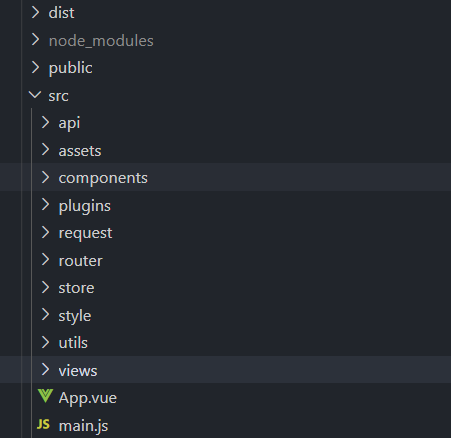 dist
node_modules
public
src
api
assets
components
plugins
request
router
store
style
utils
views
App.vue
JS main.js